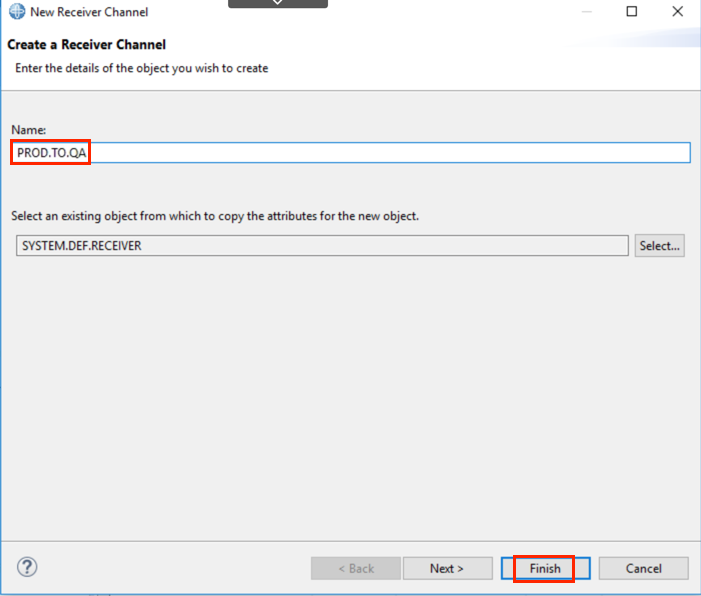 New Receiver Channel
Create a Receiver Channel
Enter the details of the object you wish to create
Name:
PROD.TO.QA
Select an existing object from which to copy the attributes for the new object.
SYSTEM.DEF.RECEIVER
Select...
?
< Back
Next >
Finish
Cancel